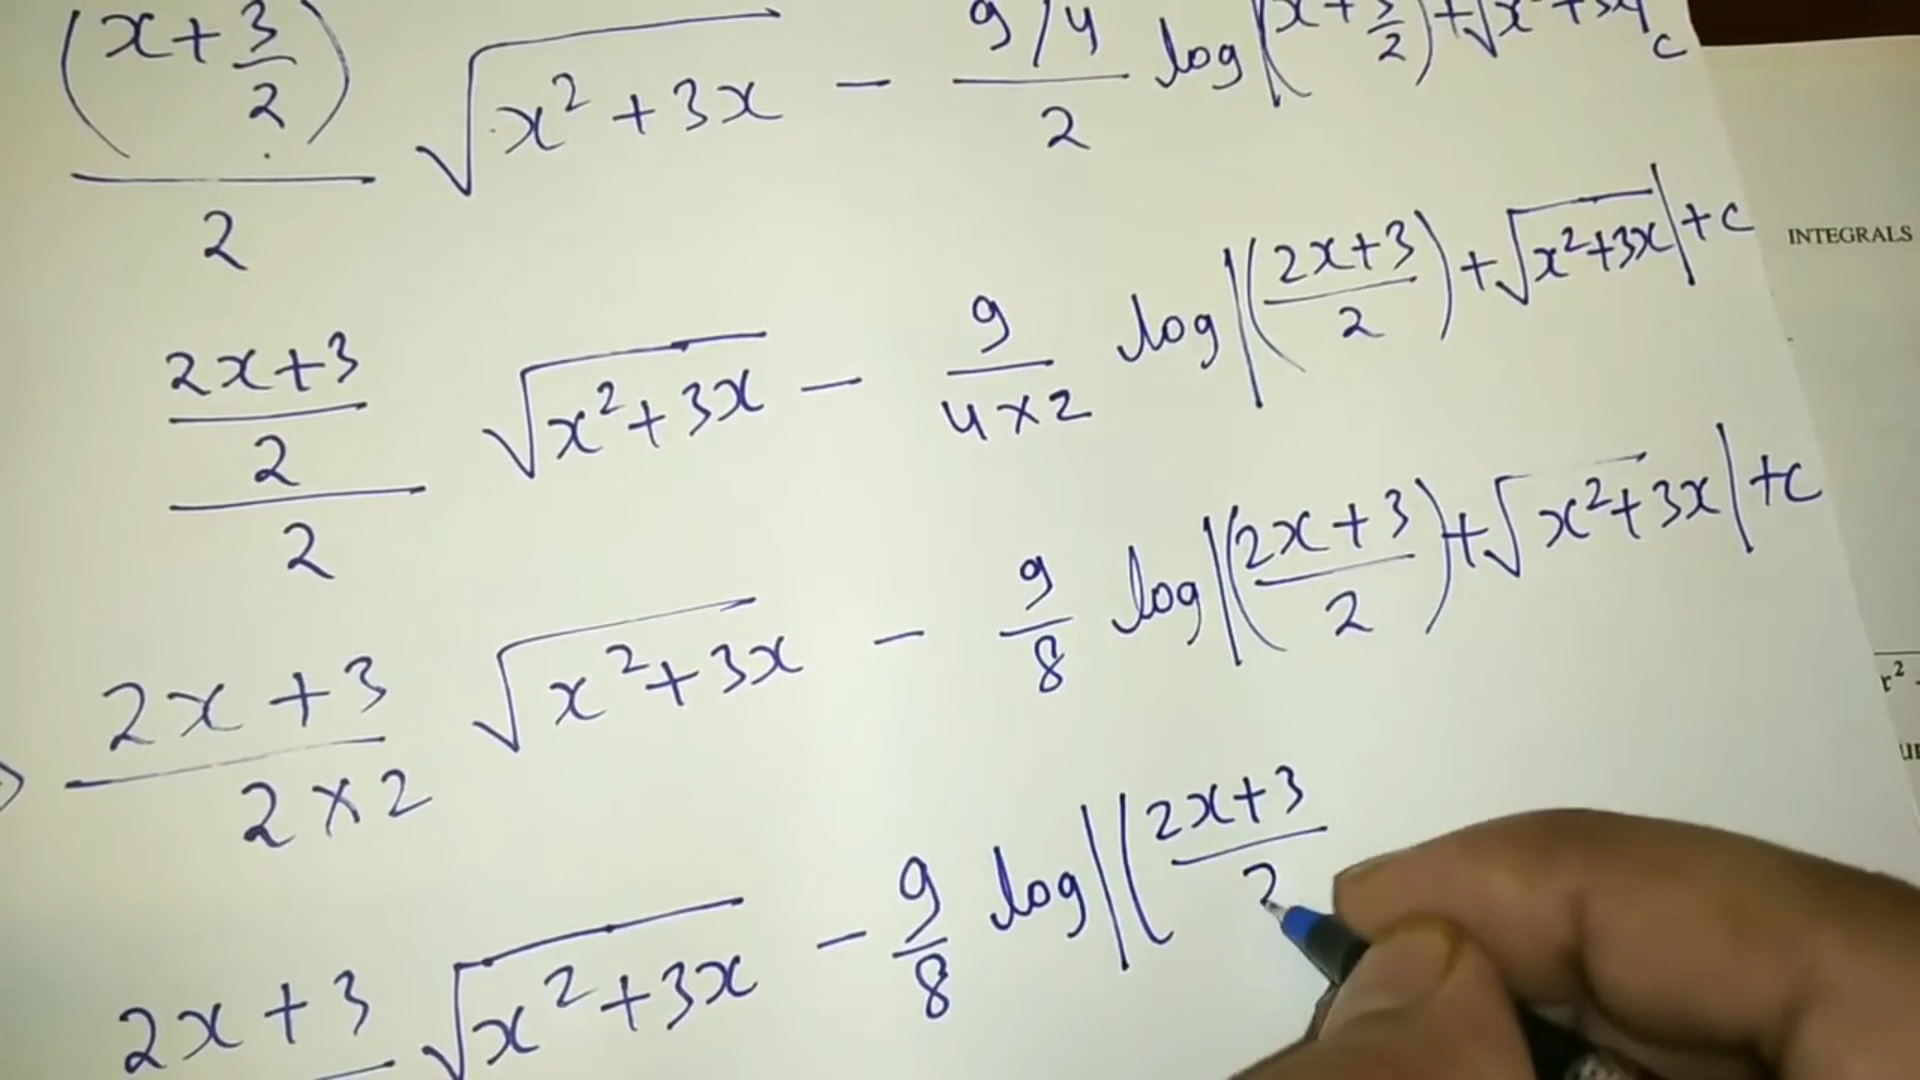 (x+3/2)/2 √(x²+3x) − (9/4)/2 log|(x+3/2)+√x²+3x| c
((2x+3)/2)/2 √(x²+3x) − 9/(4×2) log|((2x+3)/2)+√(x²+3x)|+c
(2x+3)/(2×2) √(x²+3x) − 9/8 log|((2x+3)/2)+√(x²+3x)|+c
2x+3 √(x²+3x) − 9/8 log|((2x+3)/2
INTEGRALS